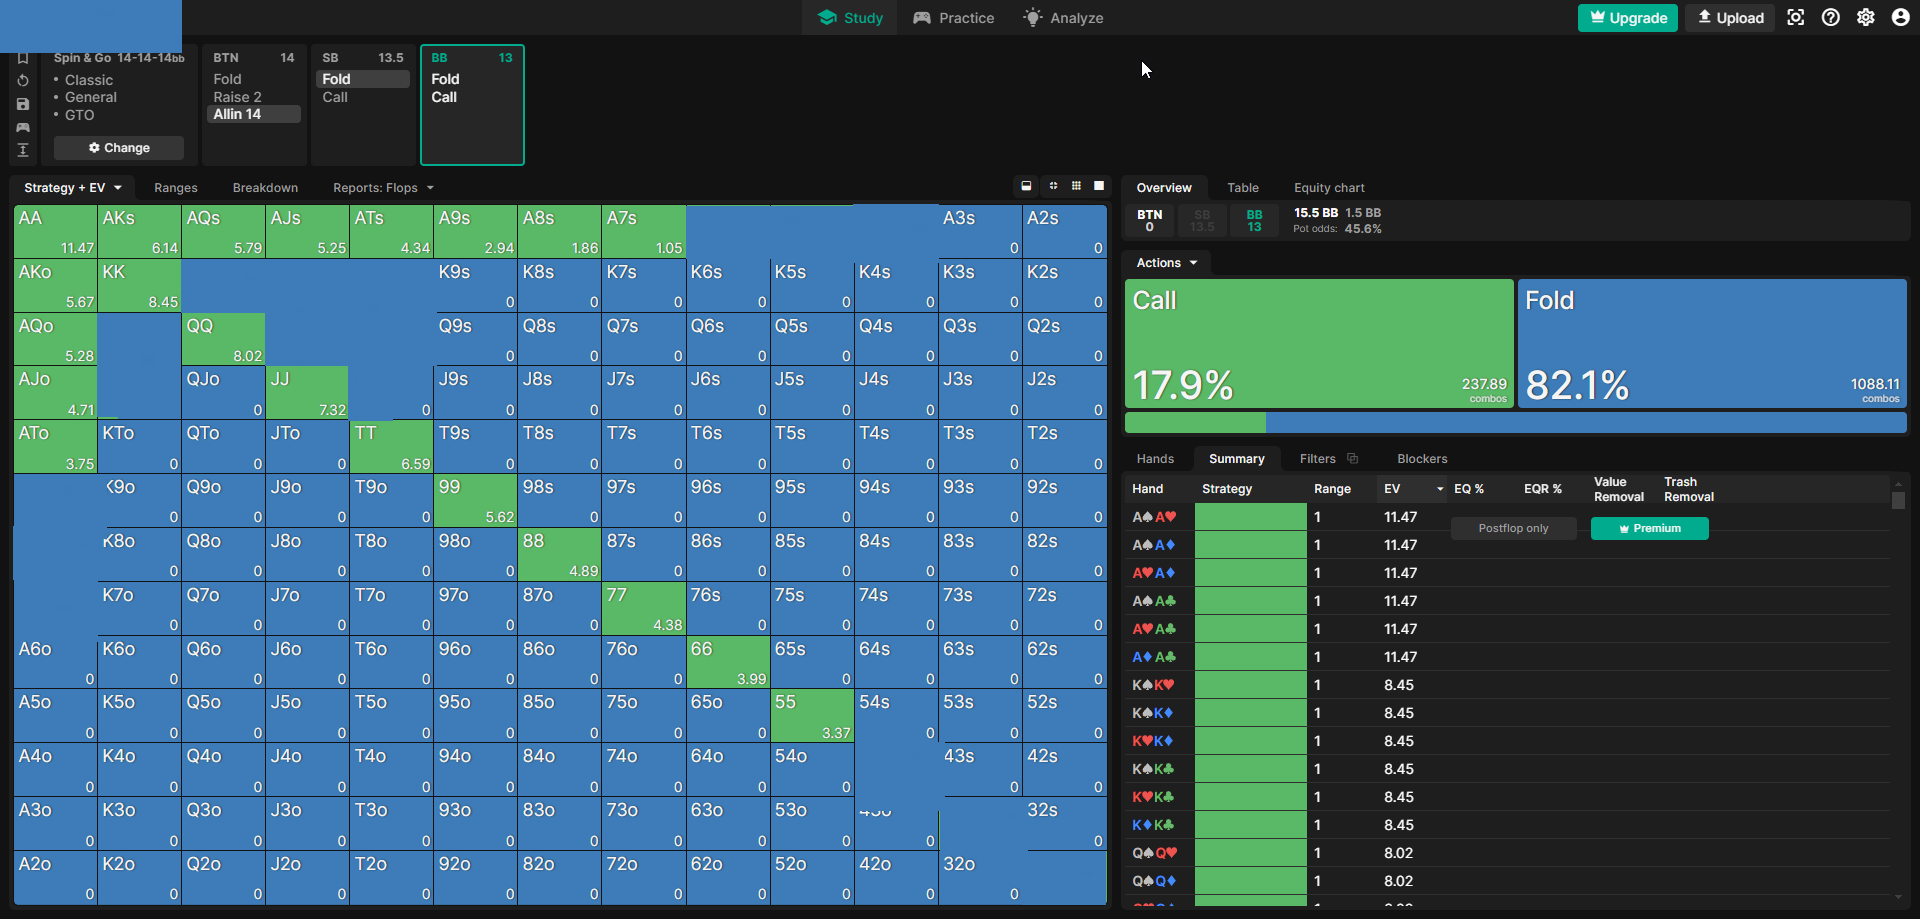 Study
Practice
Analyze
Upgrade
Upload
Spin & Go 14-14-14bb
• Classic
• General
• GTO
Change
BTN 14
Fold
Raise 2
Allin 14
SB 13.5
Fold
Call
BB 13
Fold
Call
Strategy + EV
Ranges
Breakdown
Reports: Flops
AA AKs AQs AJs ATs A9s A8s A7s A3s A2s
11.47 6.14 5.79 5.25 4.34 2.94 1.86 1.05 0 0
AKo KK K9s K8s K7s K6s K5s K4s K3s K2s
5.67 8.45 0 0 0 0 0 0 0 0
AQo QQ Q9s Q8s Q7s Q6s Q5s Q4s Q3s Q2s
5.28 8.02 0 0 0 0 0 0 0 0
AJo QJo JJ J9s J8s J7s J6s J5s J4s J3s J2s
4.71 0 7.32 0 0 0 0 0 0 0 0
ATo KTo QTo JTo TT T9s T8s T7s T6s T5s T4s T3s T2s
3.75 0 0 0 6.59 0 0 0 0 0 0 0 0
K9o Q9o J9o T9o 99 98s 97s 96s 95s 94s 93s 92s
0 0 0 0 5.62 0 0 0 0 0 0 0
K8o Q8o J8o T8o 98o 88 87s 86s 85s 84s 83s 82s
0 0 0 0 0 4.89 0 0 0 0 0 0
K7o Q7o J7o T7o 97o 87o 77 76s 75s 74s 73s 72s
0 0 0 0 0 0 4.38 0 0 0 0 0
A6o K6o Q6o J6o T6o 96o 86o 76o 66 65s 64s 63s 62s
0 0 0 0 0 0 0 0 3.99 0 0 0 0
A5o K5o Q5o J5o T5o 95o 85o 75o 65o 55 54s 53s 52s
0 0 0 0 0 0 0 0 0 3.37 0 0 0
A4o K4o Q4o J4o T4o 94o 84o 74o 64o 54o 43s 42s
0 0 0 0 0 0 0 0 0 0 0 0
A3o K3o Q3o J3o T3o 93o 83o 73o 63o 53o 32s
0 0 0 0 0 0 0 0 0 0 0 0
A2o K2o Q2o J2o T2o 92o 82o 72o 62o 52o 42o 32o
0 0 0 0 0 0 0 0 0 0 0 0
Overview
Table
Equity chart
BTN
0
SB
13.5
BB
13
15.5 BB 1.5 BB
Pot odds: 45.6%
Actions
Call
17.9%
237.89
combos
Fold
82.1%
1088.11
combos
Hands
Summary
Filters
Blockers
Hand Strategy Range EV EQ % EQR % Value Removal Trash Removal
Postflop only
Premium
A♠A♥ 1 11.47
A♠A♦ 1 11.47
A♥A♦ 1 11.47
A♠A♣ 1 11.47
A♥A♣ 1 11.47
A♦A♣ 1 11.47
K♠K♥ 1 8.45
K♠K♦ 1 8.45
K♥K♦ 1 8.45
K♠K♣ 1 8.45
K♥K♣ 1 8.45
K♦K♣ 1 8.45
Q♠Q♥ 1 8.02
Q♠Q♦ 1 8.02